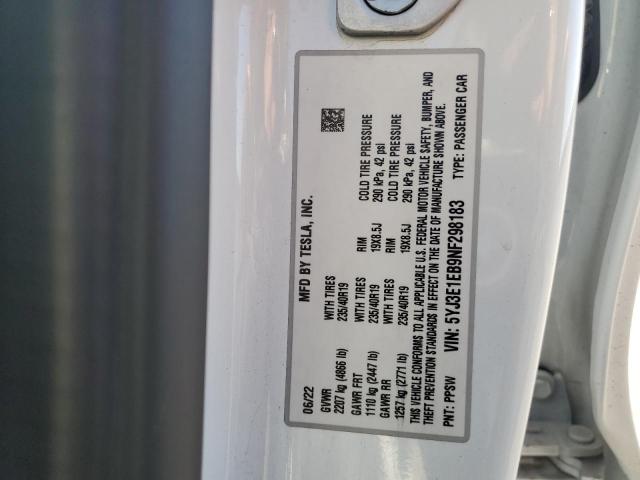 06/22 MFD BY TESLA, INC.
GVWR WITH TIRES
2207 kg (4866 lb) 235/40R19
GAWR FRT WITH TIRES RIM COLD TIRE PRESSURE
1110 kg (2447 lb) 235/40R19 19X8.5J 290 kPa, 42 psi
GAWR RR WITH TIRES RIM COLD TIRE PRESSURE
1257 kg (2771 lb) 235/40R19 19X8.5J 290 kPa, 42 psi
THIS VEHICLE CONFORMS TO ALL APPLICABLE U.S. FEDERAL MOTOR VEHICLE SAFETY, BUMPER, AND
THEFT PREVENTION STANDARDS IN EFFECT ON THE DATE OF MANUFACTURE SHOWN ABOVE.
PNT: PPSW VIN: 5YJ3E1EB9NF298183 TYPE: PASSENGER CAR